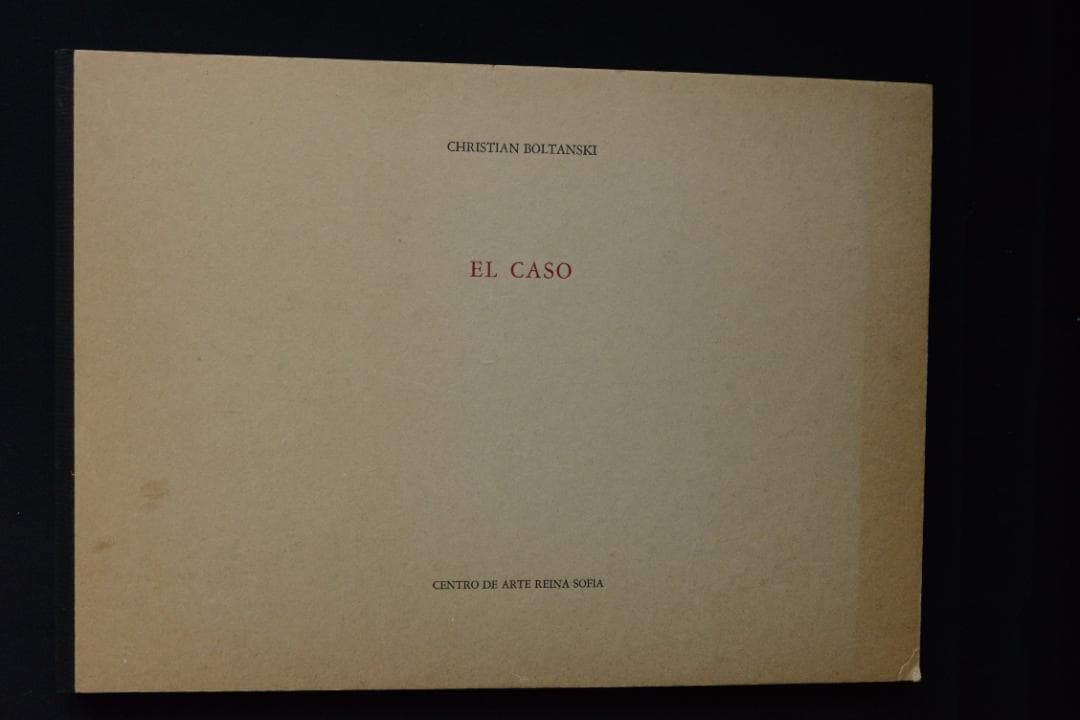 CHRISTIAN BOLTANSKI
EL CASO
CENTRO DE ARTE REINA SOFIA